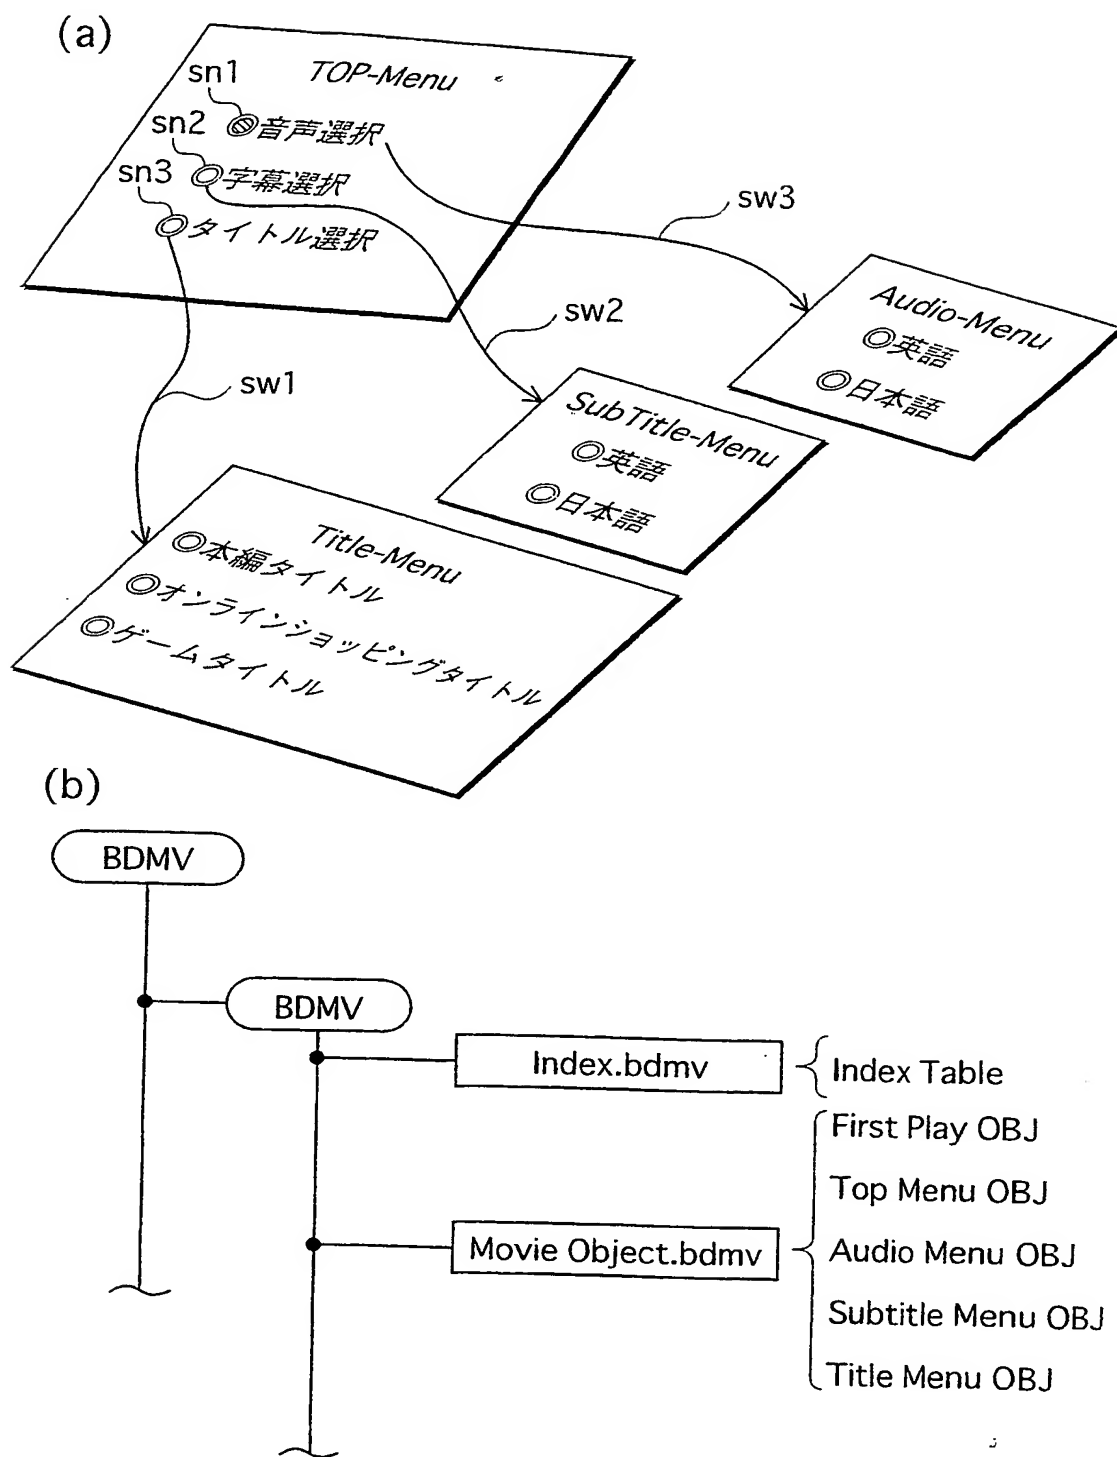 (a)
TOP-Menu
sn1
音声選択
sn2
字幕選択
sn3
タイトル選択
sw3
sw2
sw1
Audio-Menu
英語
日本語
SubTitle-Menu
英語
日本語
Title-Menu
本編タイトル
オンラインショッピングタイトル
ゲームタイトル
(b)
BDMV
BDMV
Index.bdmv
Index Table
Movie Object.bdmv
First Play OBJ
Top Menu OBJ
Audio Menu OBJ
Subtitle Menu OBJ
Title Menu OBJ